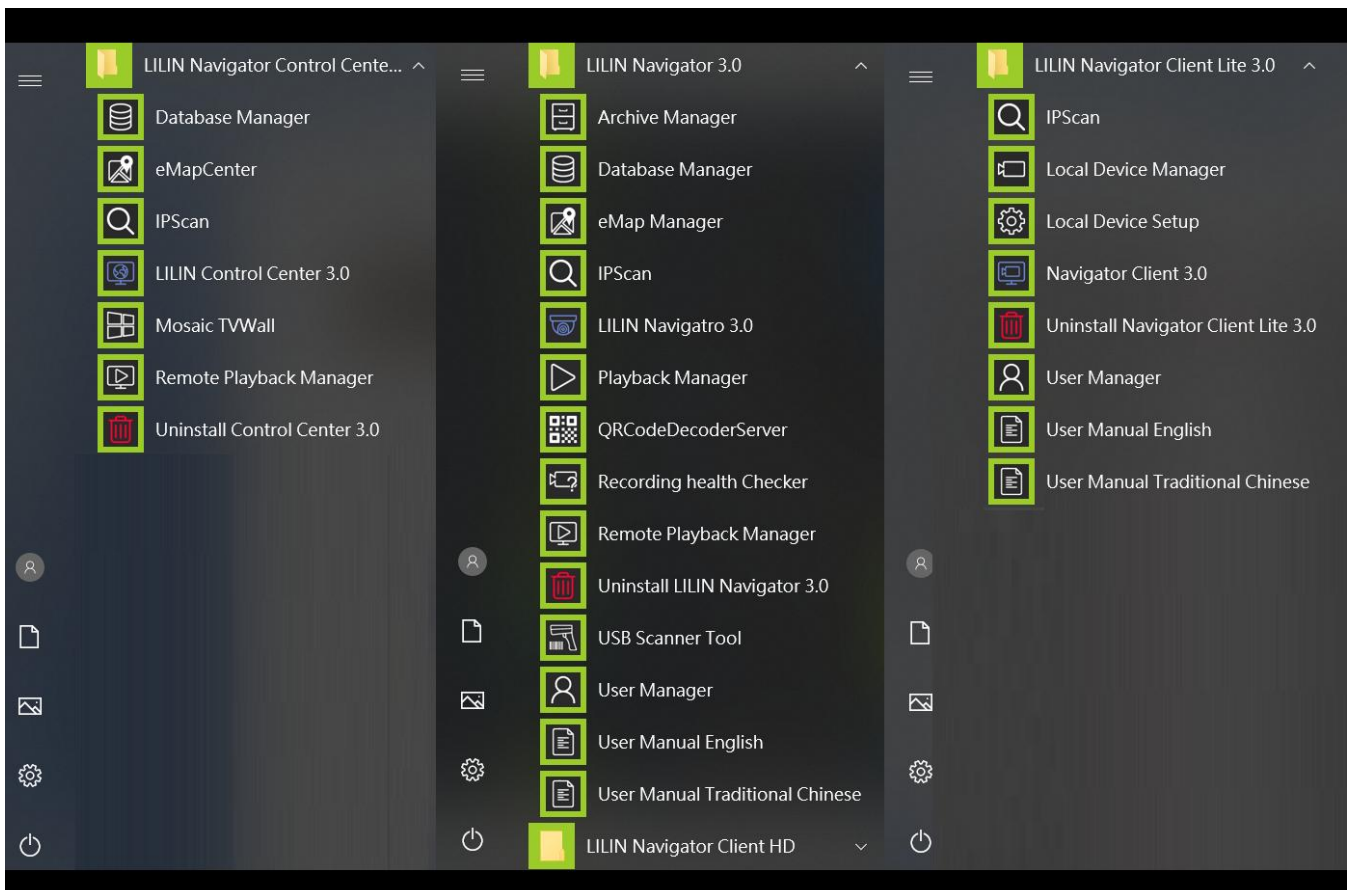 LILIN Navigator Control Cente...
Database Manager
eMapCenter
IPScan
LILIN Control Center 3.0
Mosaic TVWall
Remote Playback Manager
Uninstall Control Center 3.0
LILIN Navigator 3.0
Archive Manager
Database Manager
eMap Manager
IPScan
LILIN Navigatro 3.0
Playback Manager
QRCodeDecoderServer
Recording health Checker
Remote Playback Manager
Uninstall LILIN Navigator 3.0
USB Scanner Tool
User Manager
User Manual English
User Manual Traditional Chinese
LILIN Navigator Client HD
LILIN Navigator Client Lite 3.0
IPScan
Local Device Manager
Local Device Setup
Navigator Client 3.0
Uninstall Navigator Client Lite 3.0
User Manager
User Manual English
User Manual Traditional Chinese